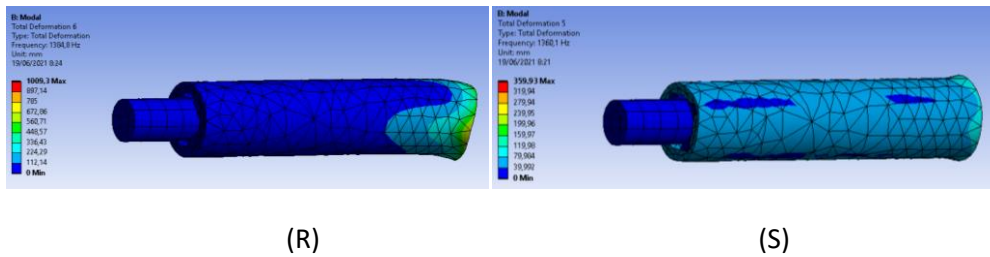 B: Modal
Total Deformation 6
Type: Total Deformation
Frequency: 1384,8 Hz
Unit: mm
19/06/2021 8:24
1009,3 Max
897,14
785
672,86
560,71
448,57
336,43
224,29
112,14
0 Min
B: Modal
Total Deformation 5
Type: Total Deformation
Frequency: 1360,1 Hz
Unit: mm
19/06/2021 8:21
359,93 Max
319,94
279,94
239,95
199,96
159,97
119,98
79,984
39,992
0 Min
(R)
(S)